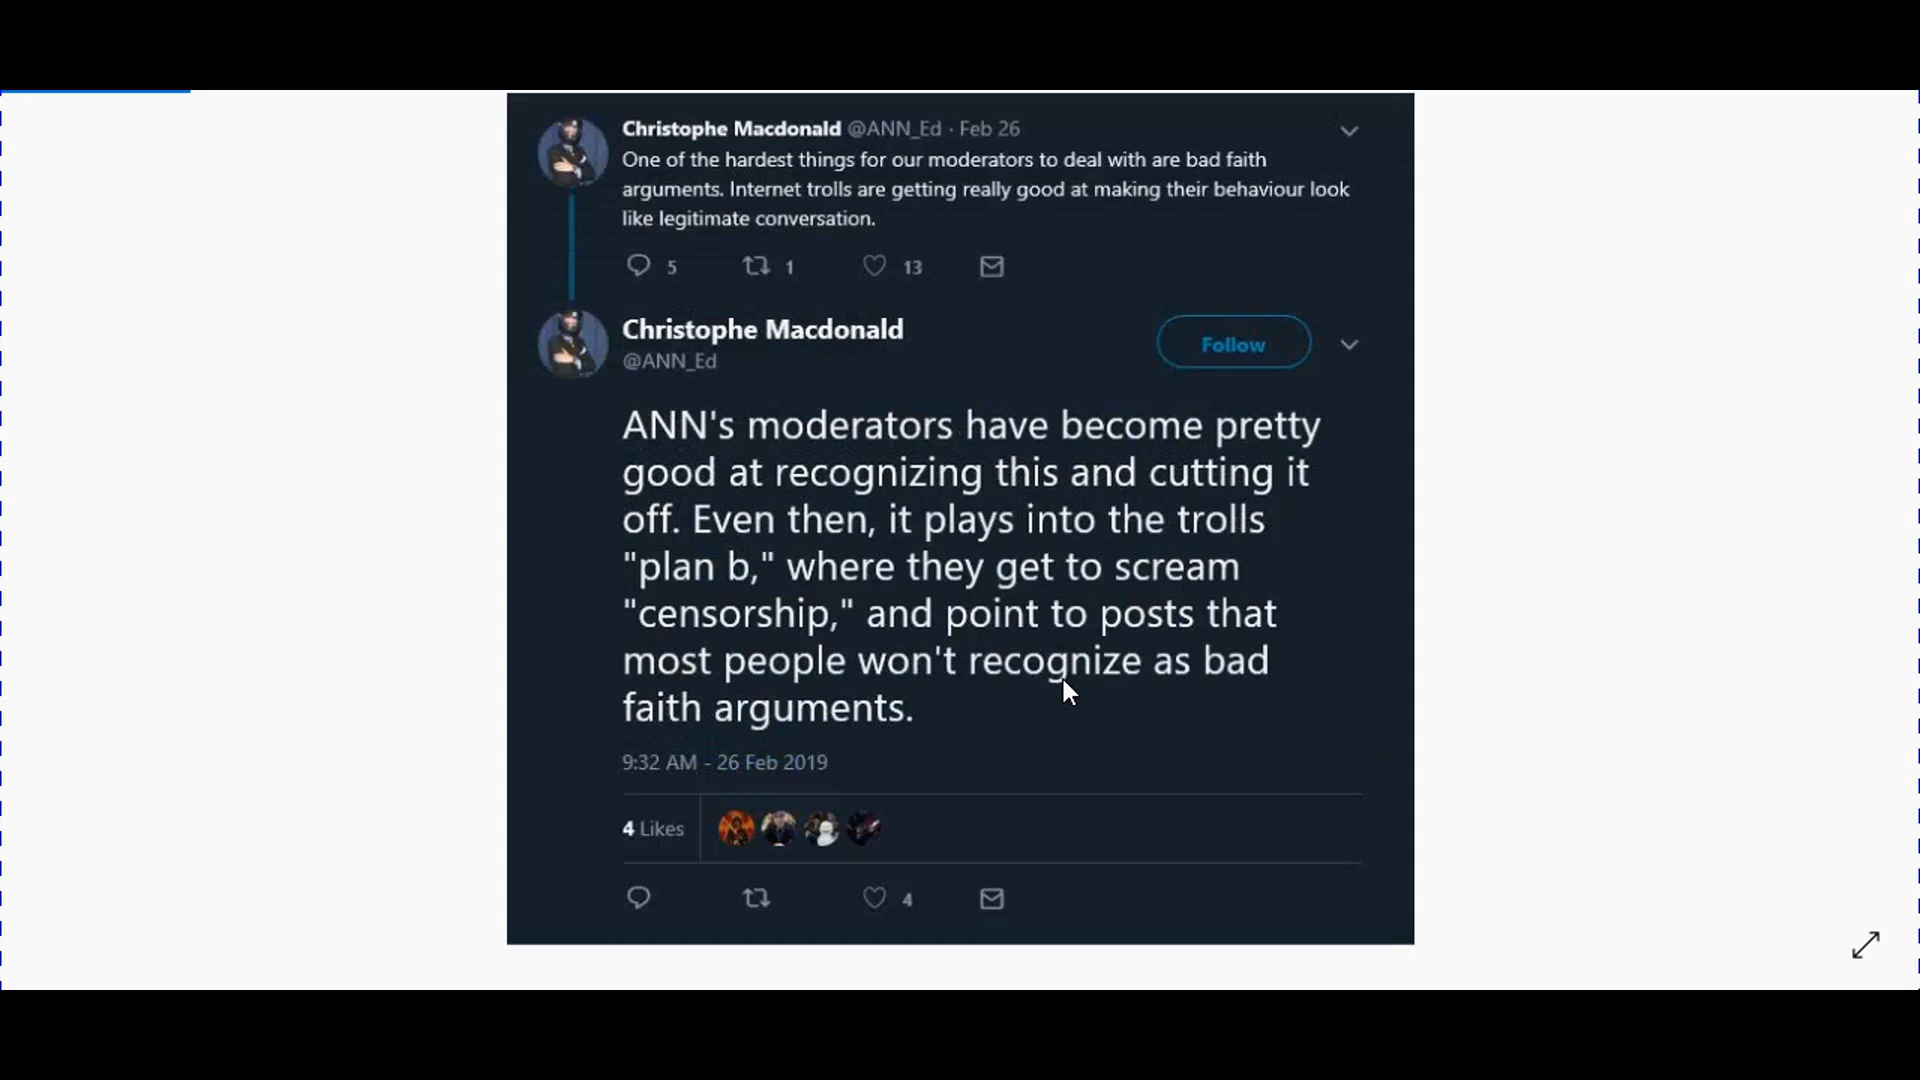 Christophe Macdonald @ANN_Ed · Feb 26
One of the hardest things for our moderators to deal with are bad faith
arguments. Internet trolls are getting really good at making their behaviour look
like legitimate conversation.
5 1 13
Christophe Macdonald
@ANN_Ed
Follow
ANN's moderators have become pretty
good at recognizing this and cutting it
off. Even then, it plays into the trolls
"plan b," where they get to scream
"censorship," and point to posts that
most people won't recognize as bad
faith arguments.
9:32 AM - 26 Feb 2019
4 Likes
4